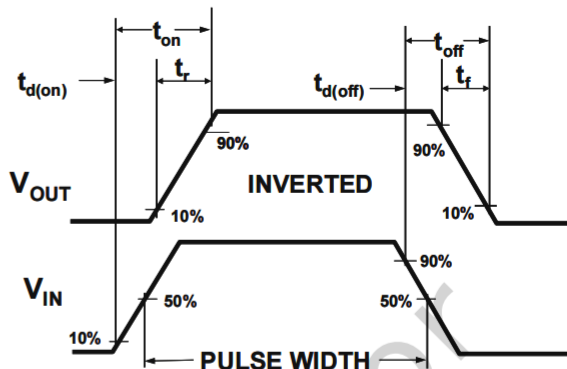 t_on
t_off
t_d(on)
t_r
t_d(off)
t_f
90%
90%
V_OUT
INVERTED
10%
10%
V_IN
90%
50%
50%
10%
PULSE WIDTH